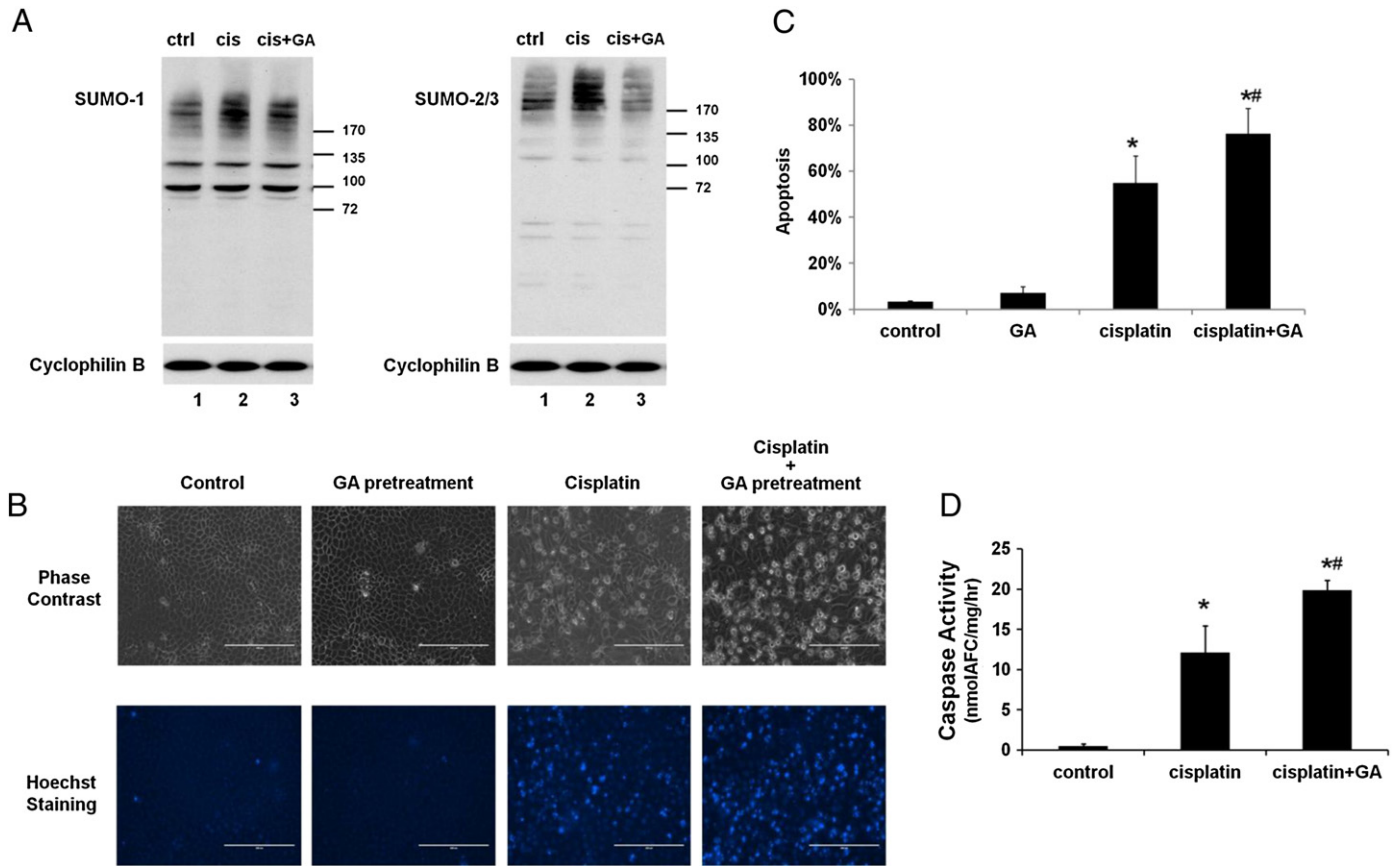 A
ctrl cis cis+GA
SUMO-1
170
135
100
72
Cyclophilin B
1 2 3
ctrl cis cis+GA
SUMO-2/3
170
135
100
72
Cyclophilin B
1 2 3
C
100%
80%
60%
40%
20%
0%
Apoptosis
*
*#
control GA cisplatin cisplatin+GA
B
Control GA pretreatment Cisplatin Cisplatin
+
GA pretreatment
Phase
Contrast
Hoechst
Staining
D
25
20
15
10
5
0
Caspase Activity
(nmolAFC/mg/hr)
*
*#
control cisplatin cisplatin+GA